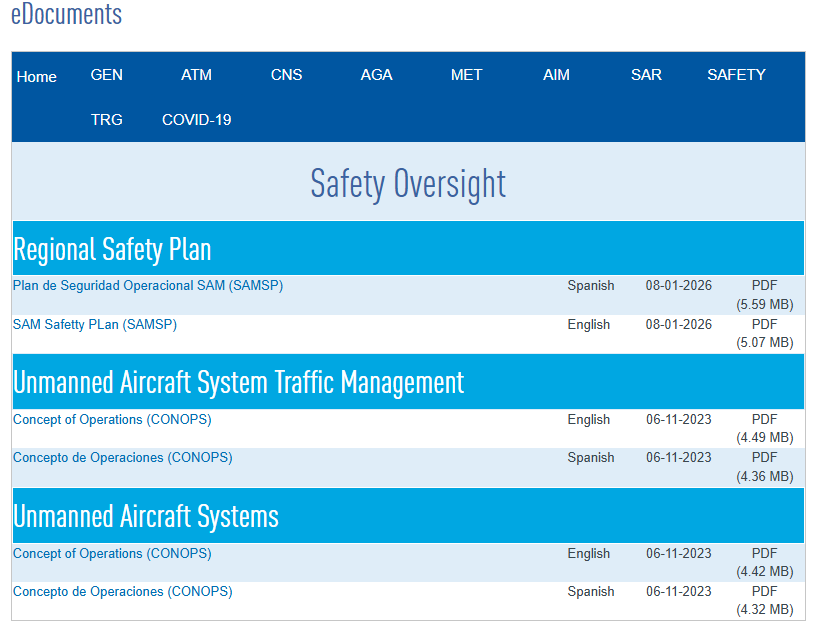 eDocuments
Home GEN ATM CNS AGA MET AIM SAR SAFETY
TRG COVID-19
Safety Oversight
Regional Safety Plan
Plan de Seguridad Operacional SAM (SAMSP) Spanish 08-01-2026 PDF
(5.59 MB)
SAM Safetty PLan (SAMSP) English 08-01-2026 PDF
(5.07 MB)
Unmanned Aircraft System Traffic Management
Concept of Operations (CONOPS) English 06-11-2023 PDF
(4.49 MB)
Concepto de Operaciones (CONOPS) Spanish 06-11-2023 PDF
(4.36 MB)
Unmanned Aircraft Systems
Concept of Operations (CONOPS) English 06-11-2023 PDF
(4.42 MB)
Concepto de Operaciones (CONOPS) Spanish 06-11-2023 PDF
(4.32 MB)